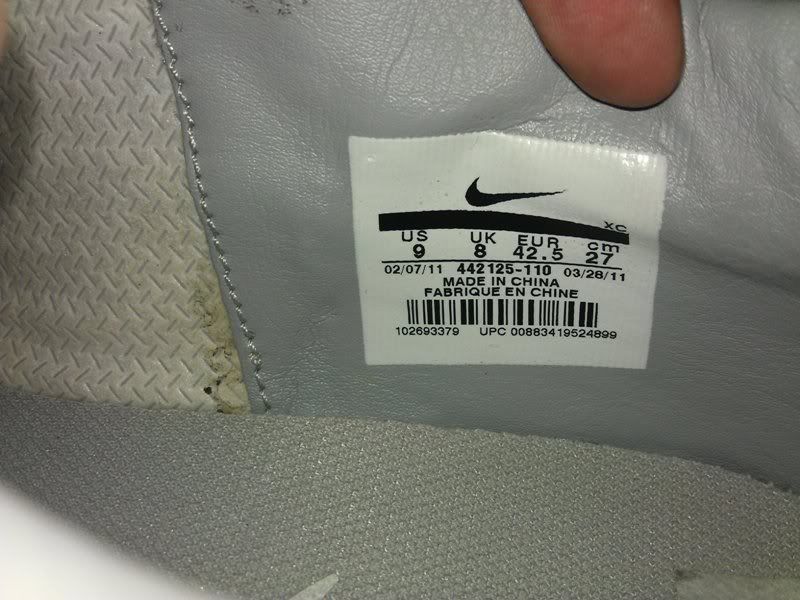 XC
US UK EUR cm
9 8 42.5 27
02/07/11 442125-110 03/28/11
MADE IN CHINA
FABRIQUE EN CHINE
102693379 UPC 00883419524899